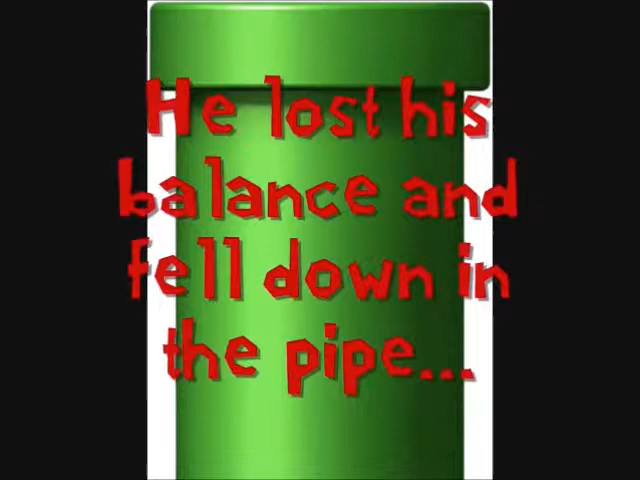 He lost his
balance and
fell down in
the pipe...